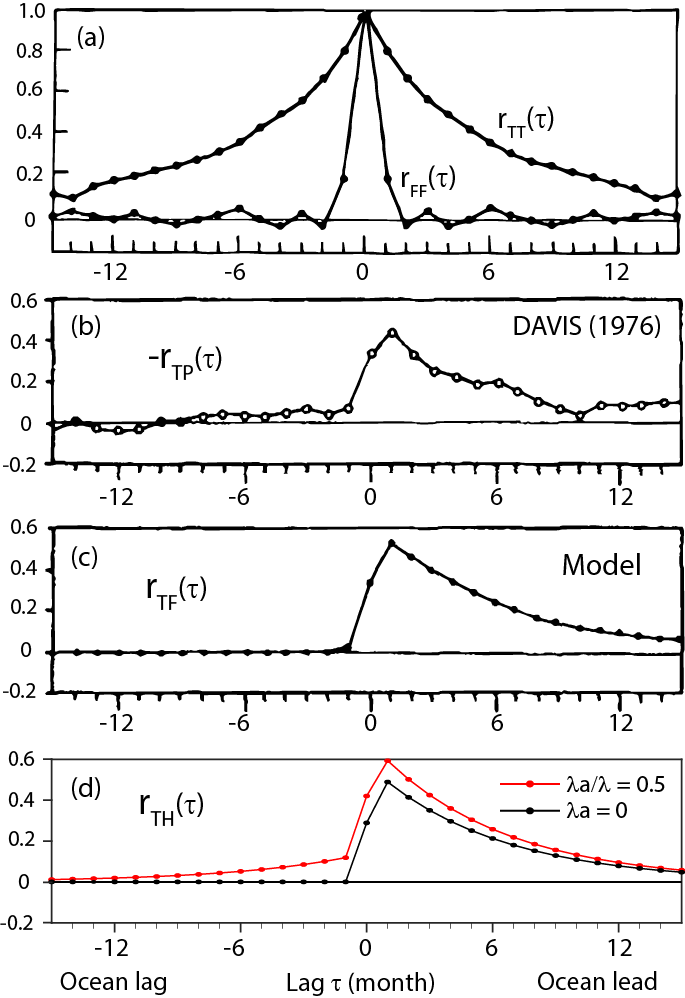 1.0
(a)
0.8
0.6
0.4
r_TT(τ)
0.2
r_FF(τ)
0
-12 -6 0 6 12
0.6
(b) DAVIS (1976)
0.4
-r_TP(τ)
0.2
0
-0.2
-12 -6 0 6 12
0.6
(c) Model
0.4
r_TF(τ)
0.2
0
-0.2
-12 -6 0 6 12
0.6
(d) λa/λ = 0.5
r_TH(τ) λa = 0
0.4
0.2
0
-0.2
-12 -6 0 6 12
Ocean lag Lag τ (month) Ocean lead